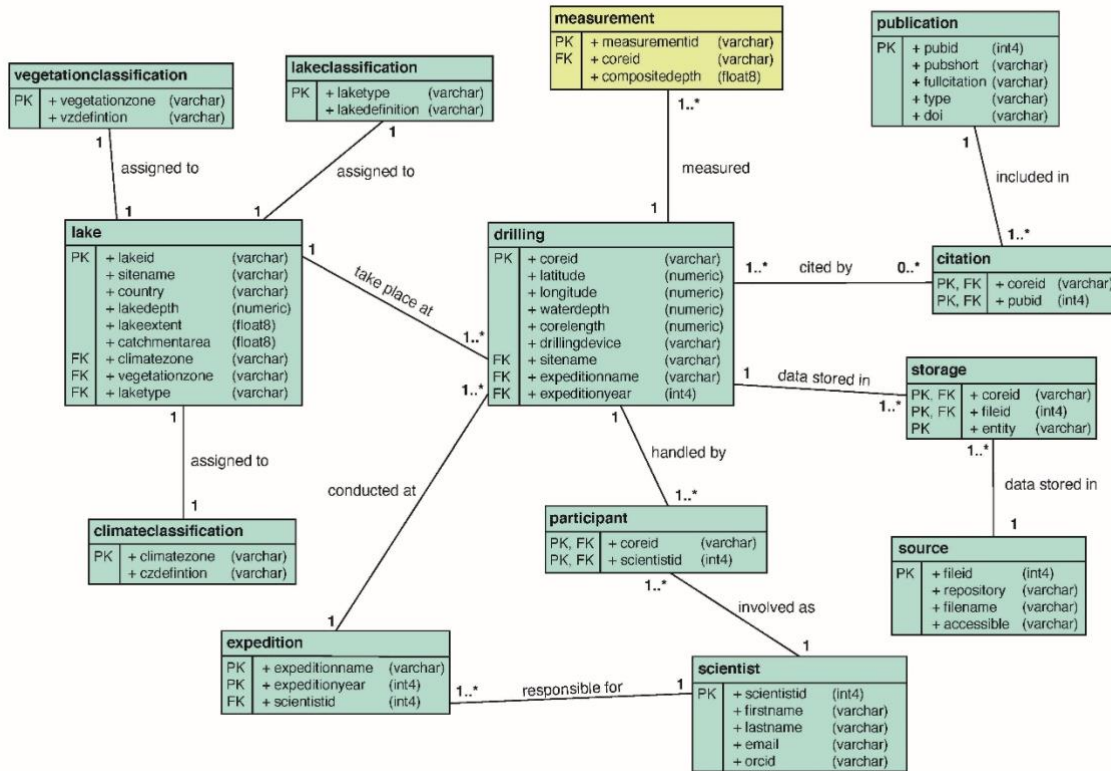 measurement
PK + measurementid (varchar)
FK + coreid (varchar)
+ compositedepth (float8)
1..*
measured
1
publication
PK + pubid (int4)
+ pubshort (varchar)
+ fullcitation (varchar)
+ type (varchar)
+ doi (varchar)
1
included in
1..*
vegetationclassification
PK + vegetationzone (varchar)
+ vzdefintion (varchar)
1
assigned to
1
lakeclassification
PK + laketype (varchar)
+ lakedefinition (varchar)
1
assigned to
1
lake
PK + lakeid (varchar)
+ sitename (varchar)
+ country (varchar)
+ lakedepth (numeric)
+ lakeextent (float8)
+ catchmentarea (float8)
FK + climatezone (varchar)
FK + vegetationzone (varchar)
FK + laketype (varchar)
1
take place at
1..*
drilling
PK + coreid (varchar)
+ latitude (numeric)
+ longitude (numeric)
+ waterdepth (numeric)
+ corelength (numeric)
+ drillingdevice (varchar)
FK + sitename (varchar)
FK + expeditionname (varchar)
FK + expeditionyear (int4)
1..* cited by 0..*
citation
PK, FK + coreid (varchar)
PK, FK + pubid (int4)
1
data stored in
1..*
storage
PK, FK + coreid (varchar)
PK, FK + fileid (int4)
PK + entity (varchar)
1..*
data stored in
1
source
PK + fileid (int4)
+ repository (varchar)
+ filename (varchar)
+ accessible (varchar)
1
assigned to
1
climateclassification
PK + climatezone (varchar)
+ czdefintion (varchar)
1..*
conducted at
1
1
handled by
1..*
participant
PK, FK + coreid (varchar)
PK, FK + scientistid (int4)
1..*
involved as
1
expedition
PK + expeditionname (varchar)
PK + expeditionyear (int4)
FK + scientistid (int4)
1..* responsible for 1
scientist
PK + scientistid (int4)
+ firstname (varchar)
+ lastname (varchar)
+ email (varchar)
+ orcid (varchar)